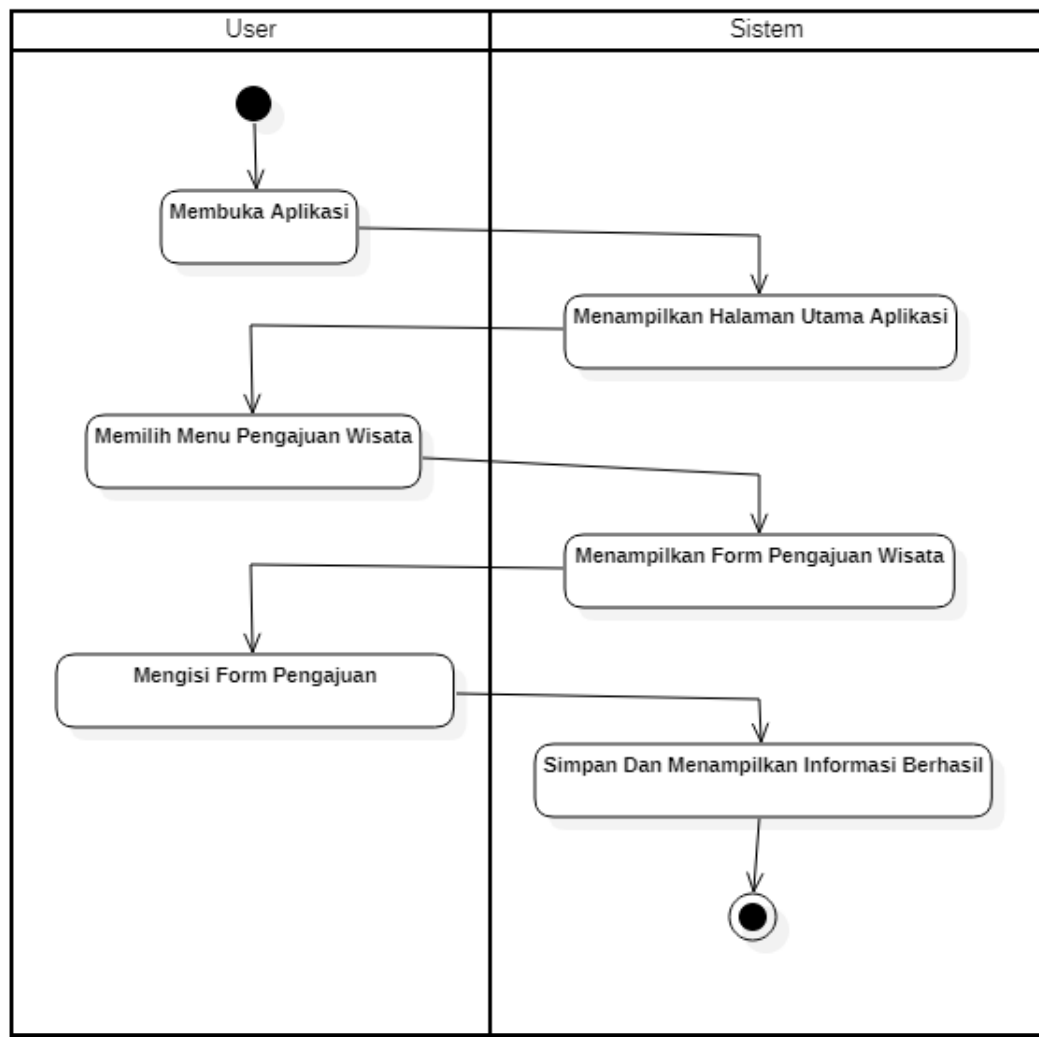 User
Sistem
Membuka Aplikasi
Menampilkan Halaman Utama Aplikasi
Memilih Menu Pengajuan Wisata
Menampilkan Form Pengajuan Wisata
Mengisi Form Pengajuan
Simpan Dan Menampilkan Informasi Berhasil